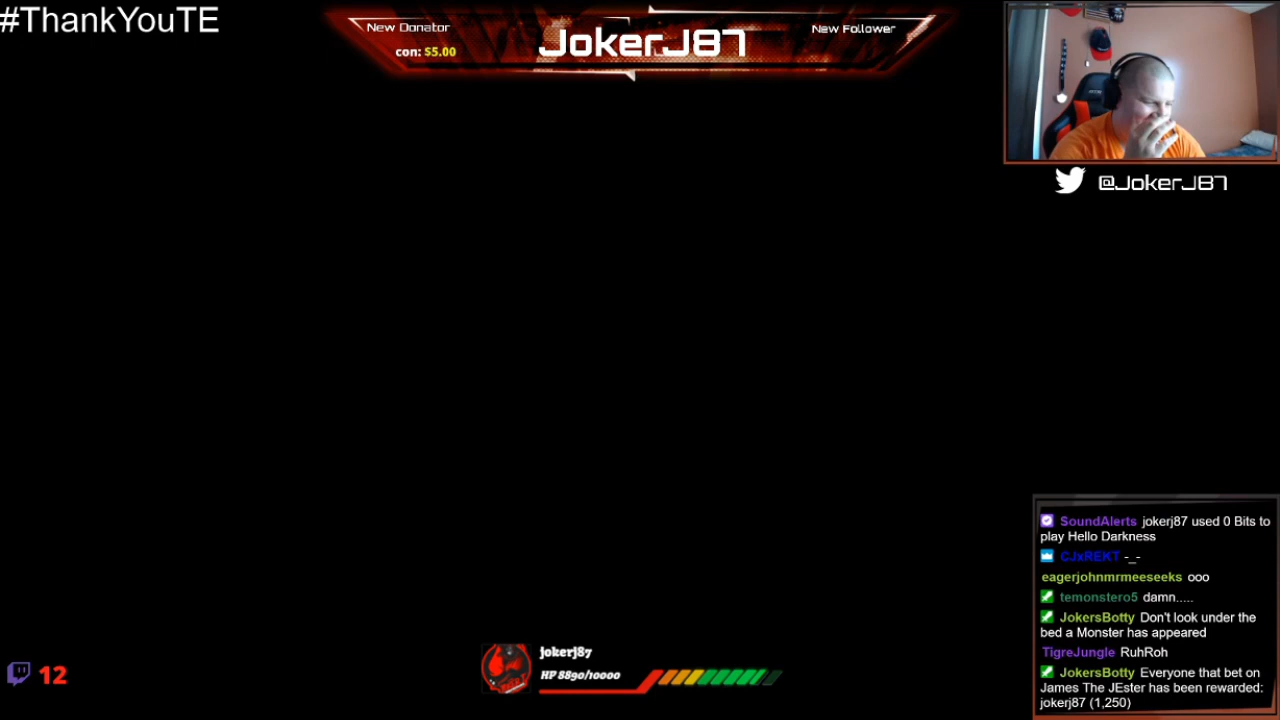 #ThankYouTE
New Donator
con: $5.00
JokerJ87
New Follower
@JokerJ87
SoundAlerts jokerj87 used 0 Bits to
play Hello Darkness
CJxREKT -_-
eagerjohnmrmeeseeks ooo
temonstero5 damn.....
JokersBotty Don't look under the
bed a Monster has appeared
TigreJungle RuhRoh
JokersBotty Everyone that bet on
James The JEster has been rewarded:
jokerj87 (1,250)
jokerj87
HP 8890/10000
12